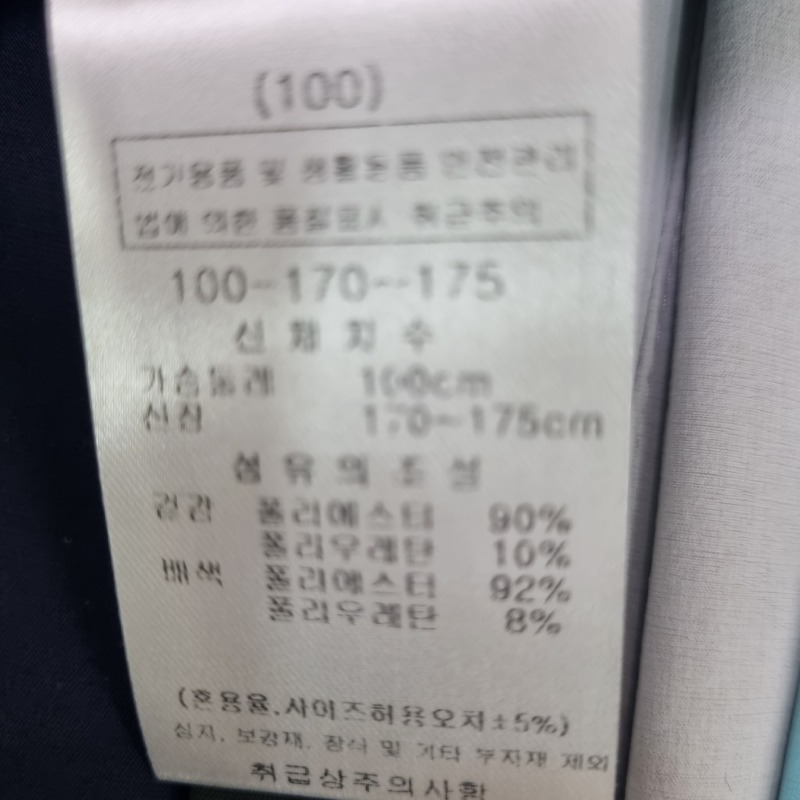 (100)
전기용품 및 생활용품 안전관리
법에 의한 품질표시 취급주의
100-170~175
신체치수
가슴둘레 100cm
신장 170~175cm
섬유의조성
겉감 폴리에스터 90%
폴리우레탄 10%
배색 폴리에스터 92%
폴리우레탄 8%
(혼용율.사이즈허용오차±5%)
심지, 보강재, 장식 및 기타 부자재 제외
취급상주의사항